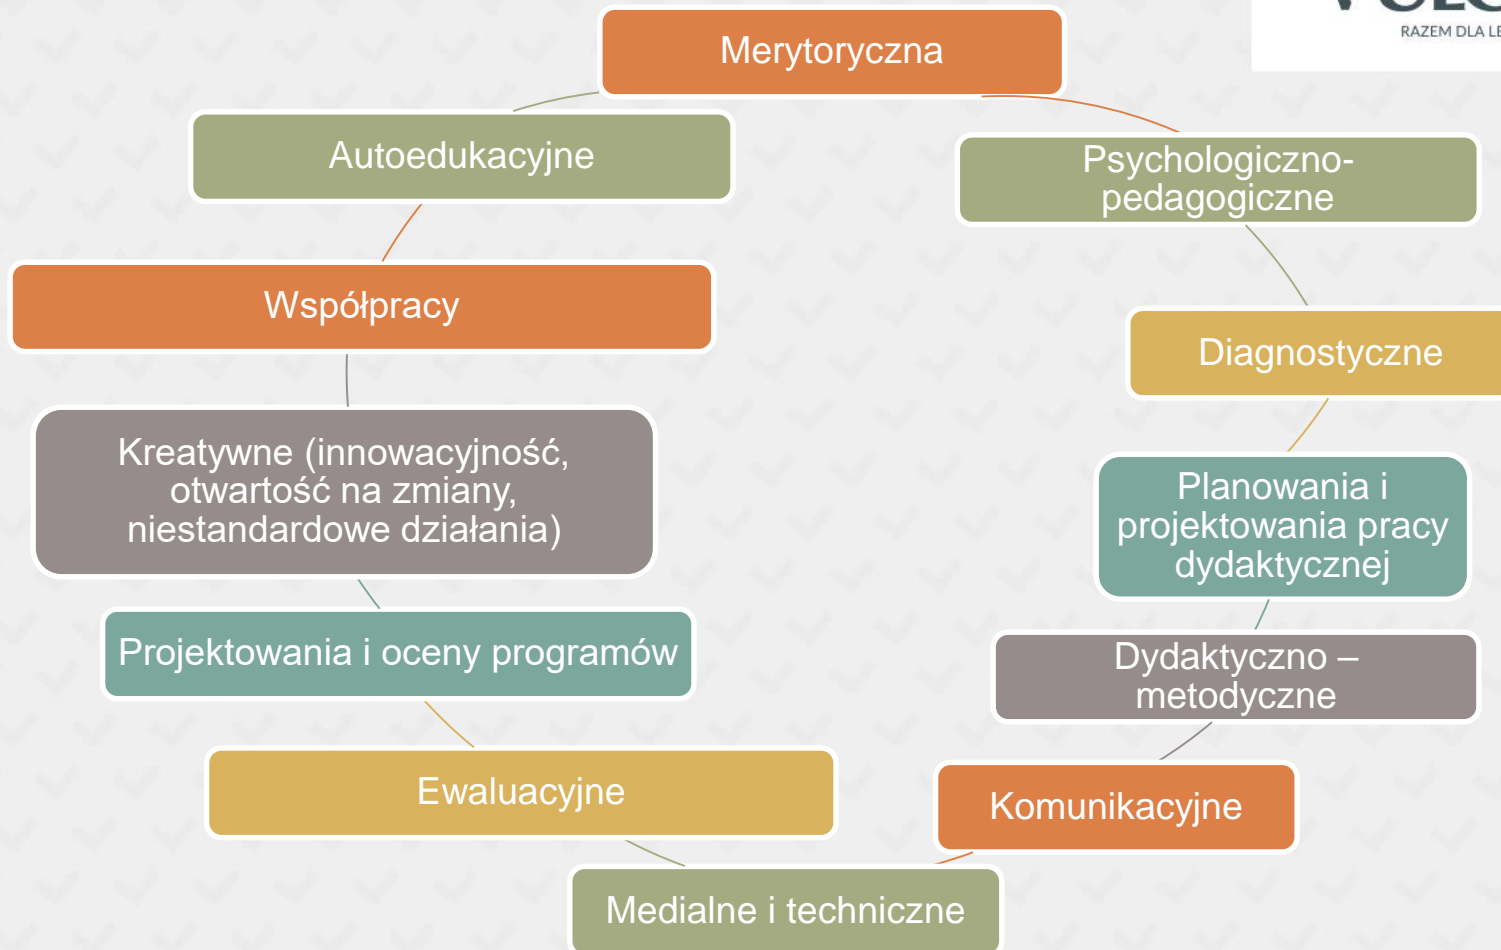 Merytoryczna
RAZEM DLA
Autoedukacyjne
Psychologiczno-
pedagogiczne
Współpracy
Diagnostyczne
Kreatywne (innowacyjność,
otwartość na zmiany,
niestandardowe działania)
Planowania i
projektowania pracy
dydaktycznej
Projektowania i oceny programów
Dydaktyczno –
metodyczne
Ewaluacyjne
Komunikacyjne
Medialne i techniczne